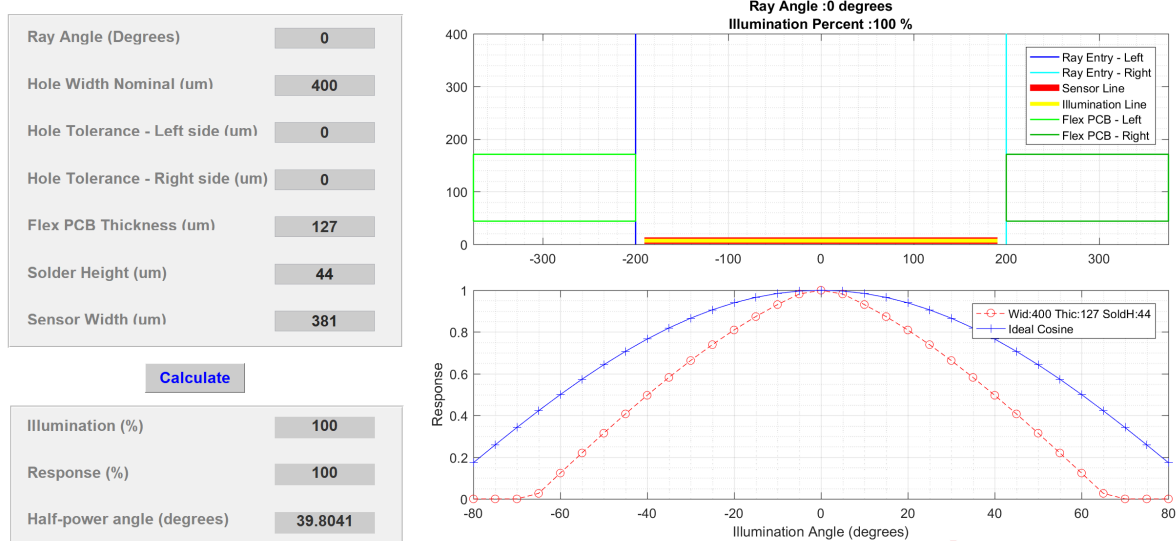 Ray Angle (Degrees) 0
Hole Width Nominal (um) 400
Hole Tolerance - Left side (um) 0
Hole Tolerance - Right side (um) 0
Flex PCB Thickness (um) 127
Solder Height (um) 44
Sensor Width (um) 381
Calculate
Illumination (%) 100
Response (%) 100
Half-power angle (degrees) 39.8041
Ray Angle :0 degrees
Illumination Percent :100 %
400
300
200
100
0
-300 -200 -100 0 100 200 300
Ray Entry - Left
Ray Entry - Right
Sensor Line
Illumination Line
Flex PCB - Left
Flex PCB - Right
Response
1
0.8
0.6
0.4
0.2
0
-80 -60 -40 -20 0 20 40 60 80
Illumination Angle (degrees)
Wid:400 Thic:127 SoldH:44
Ideal Cosine